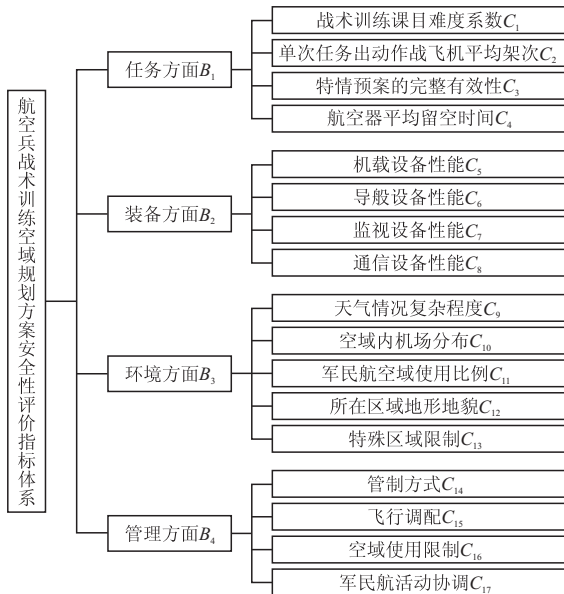 航空兵战术训练空域规划方案安全性评价指标体系
任务方面B₁
战术训练课目难度系数C₁
单次任务出动作战飞机平均架次C₂
特情预案的完整有效性C₃
航空器平均留空时间C₄
装备方面B₂
机载设备性能C₅
导般设备性能C₆
监视设备性能C₇
通信设备性能C₈
环境方面B₃
天气情况复杂程度C₉
空域内机场分布C₁₀
军民航空域使用比例C₁₁
所在区域地形地貌C₁₂
特殊区域限制C₁₃
管理方面B₄
管制方式C₁₄
飞行调配C₁₅
空域使用限制C₁₆
军民航活动协调C₁₇